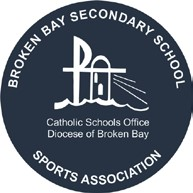 BROKEN BAY SECONDARY SCHOOL
Catholic Schools Office
Diocese of Broken Bay
SPORTS ASSOCIATION